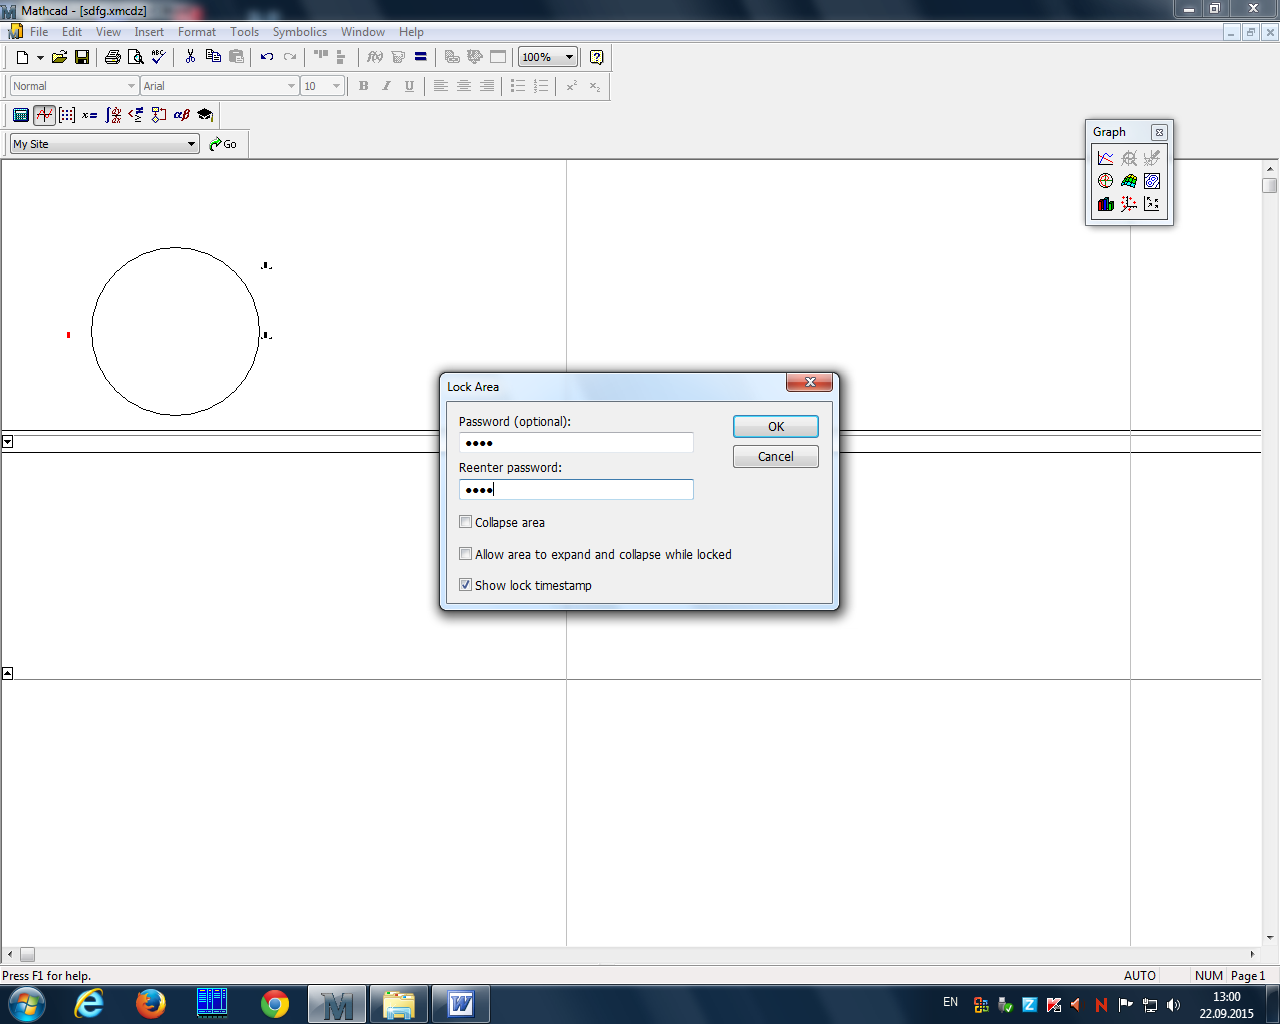 Mathcad - [sdfg.xmcdz]
File Edit View Insert Format Tools Symbolics Window Help
100%
Normal Arial 10 B I U
My Site Go
Graph
Lock Area
Password (optional):
••••
OK
Reenter password:
Cancel
••••
Collapse area
Allow area to expand and collapse while locked
Show lock timestamp
Press F1 for help.
AUTO NUM Page 1
EN
13:00
22.09.2015